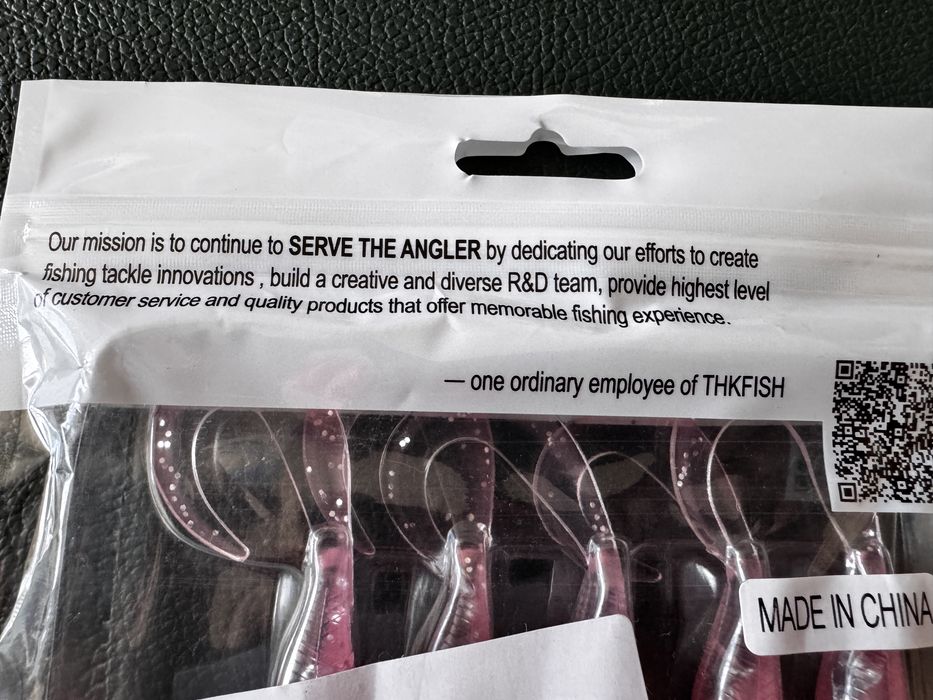 Our mission is to continue to SERVE THE ANGLER by dedicating our efforts to create
fishing tackle innovations , build a creative and diverse R&D team, provide highest level
of customer service and quality products that offer memorable fishing experience.
— one ordinary employee of THKFISH
MADE IN CHINA